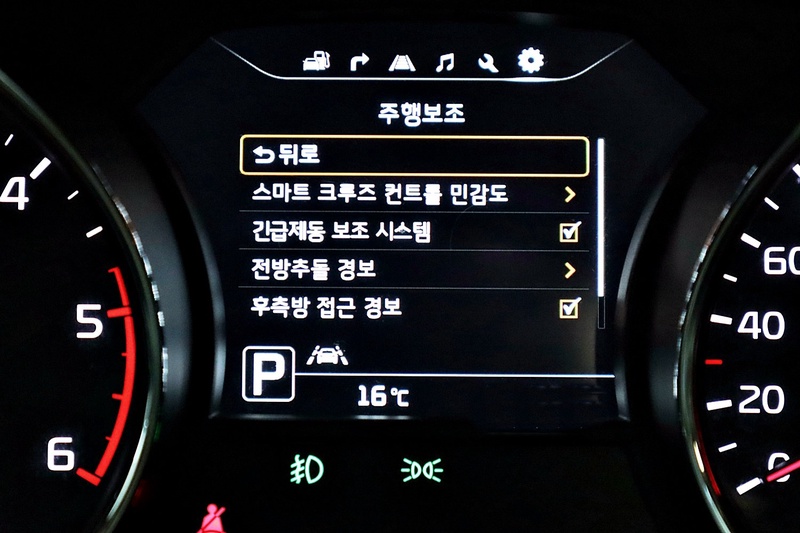 주행보조
뒤로
스마트 크루즈 컨트롤 민감도
긴급제동 보조 시스템
전방추돌 경보
후측방 접근 경보
P
16°C
4
5
6
60
40
20
0